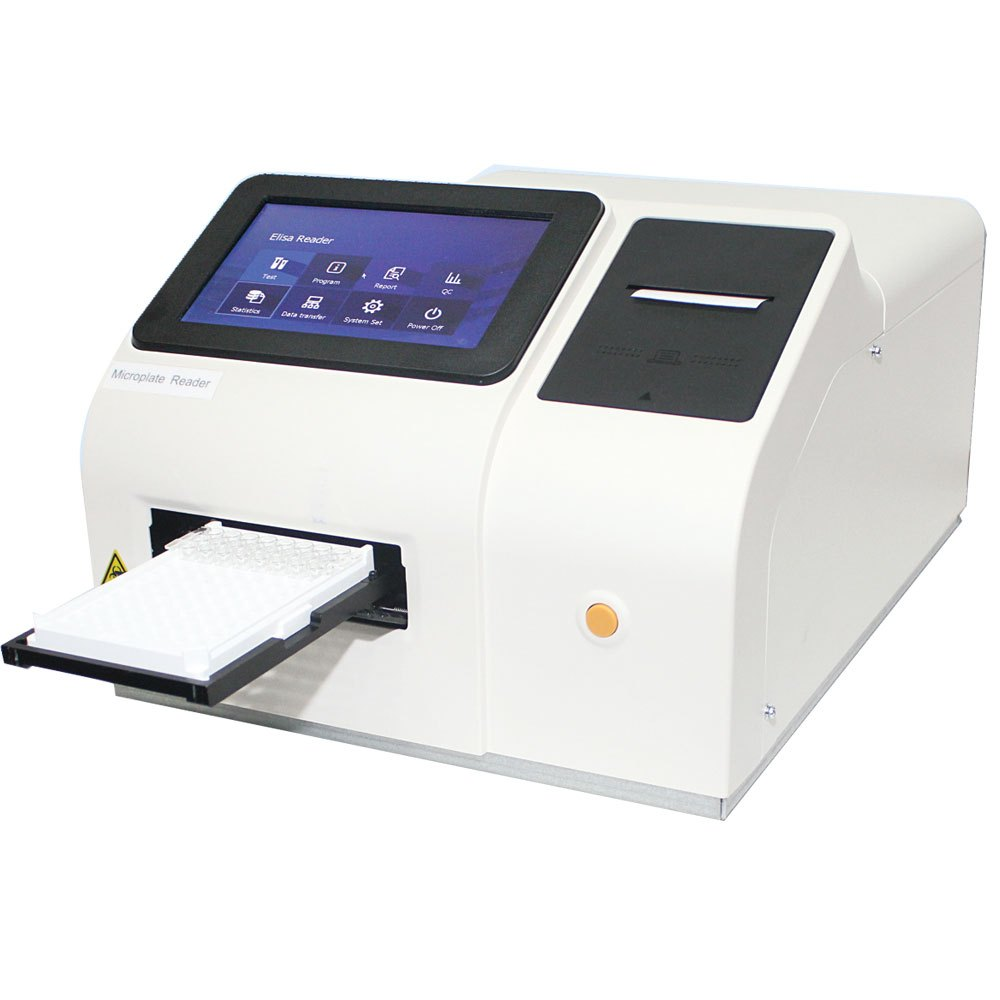 Elisa Reader
Test
Program
Report
QC
Statistics
Data transfer
System Set
Power Off
Microplate Reader